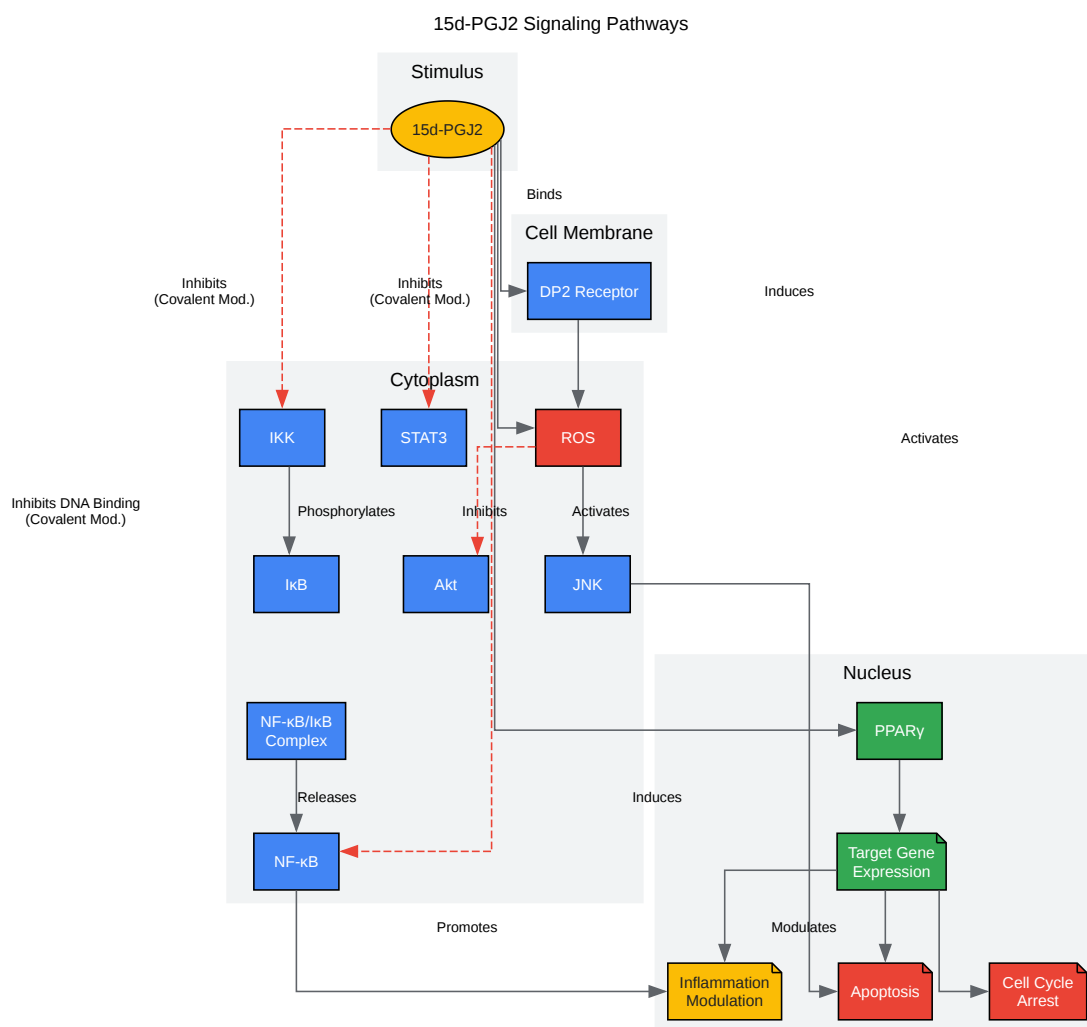 15d-PGJ2 Signaling Pathways
Stimulus
15d-PGJ2
Binds
Cell Membrane
Inhibits
(Covalent Mod.)
Inhibits
(Covalent Mod.)
DP2 Receptor
Induces
Cytoplasm
IKK
STAT3
ROS
Activates
Inhibits DNA Binding
(Covalent Mod.)
Phosphorylates
Inhibits
Activates
IκB
Akt
JNK
Nucleus
NF-κB/IκB
Complex
PPARγ
Releases
Induces
NF-κB
Target Gene
Expression
Promotes
Modulates
Inflammation
Modulation
Apoptosis
Cell Cycle
Arrest